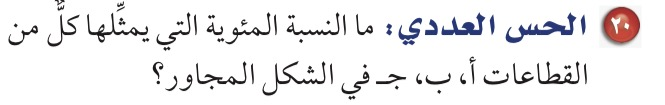 ٢٠ الحس العددي: ما النسبة المئوية التي يمثِّلها كلٌّ من
القطاعات أ، ب، جـ في الشكل المجاور؟